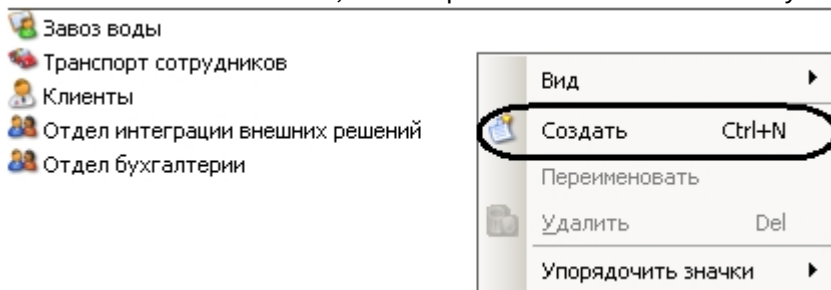 Завоз воды
Транспорт сотрудников
Клиенты
Отдел интеграции внешних решений
Отдел бухгалтерии
Вид
Создать Ctrl+N
Переименовать
Удалить Del
Упорядочить значки